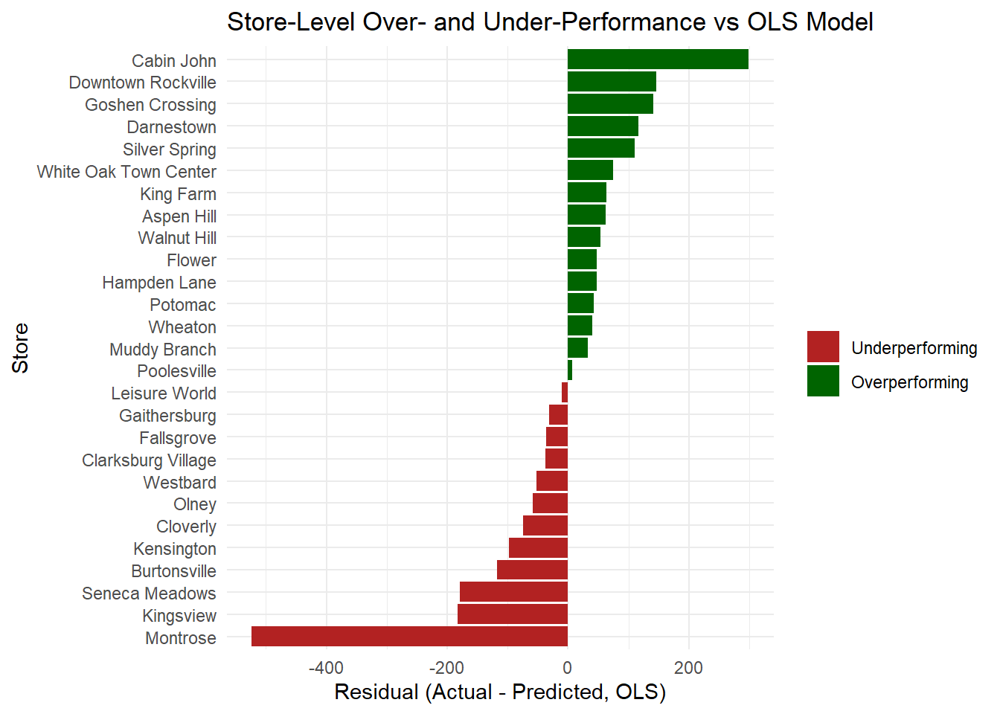 Store-Level Over- and Under-Performance vs OLS Model
Cabin John
Downtown Rockville
Goshen Crossing
Darnestown
Silver Spring
White Oak Town Center
King Farm
Aspen Hill
Walnut Hill
Flower
Hampden Lane
Potomac
Wheaton
Muddy Branch
Poolesville
Leisure World
Gaithersburg
Fallsgrove
Clarksburg Village
Westbard
Olney
Cloverly
Kensington
Burtonsville
Seneca Meadows
Kingsview
Montrose
Store
-400 -200 0 200
Residual (Actual - Predicted, OLS)
Underperforming
Overperforming